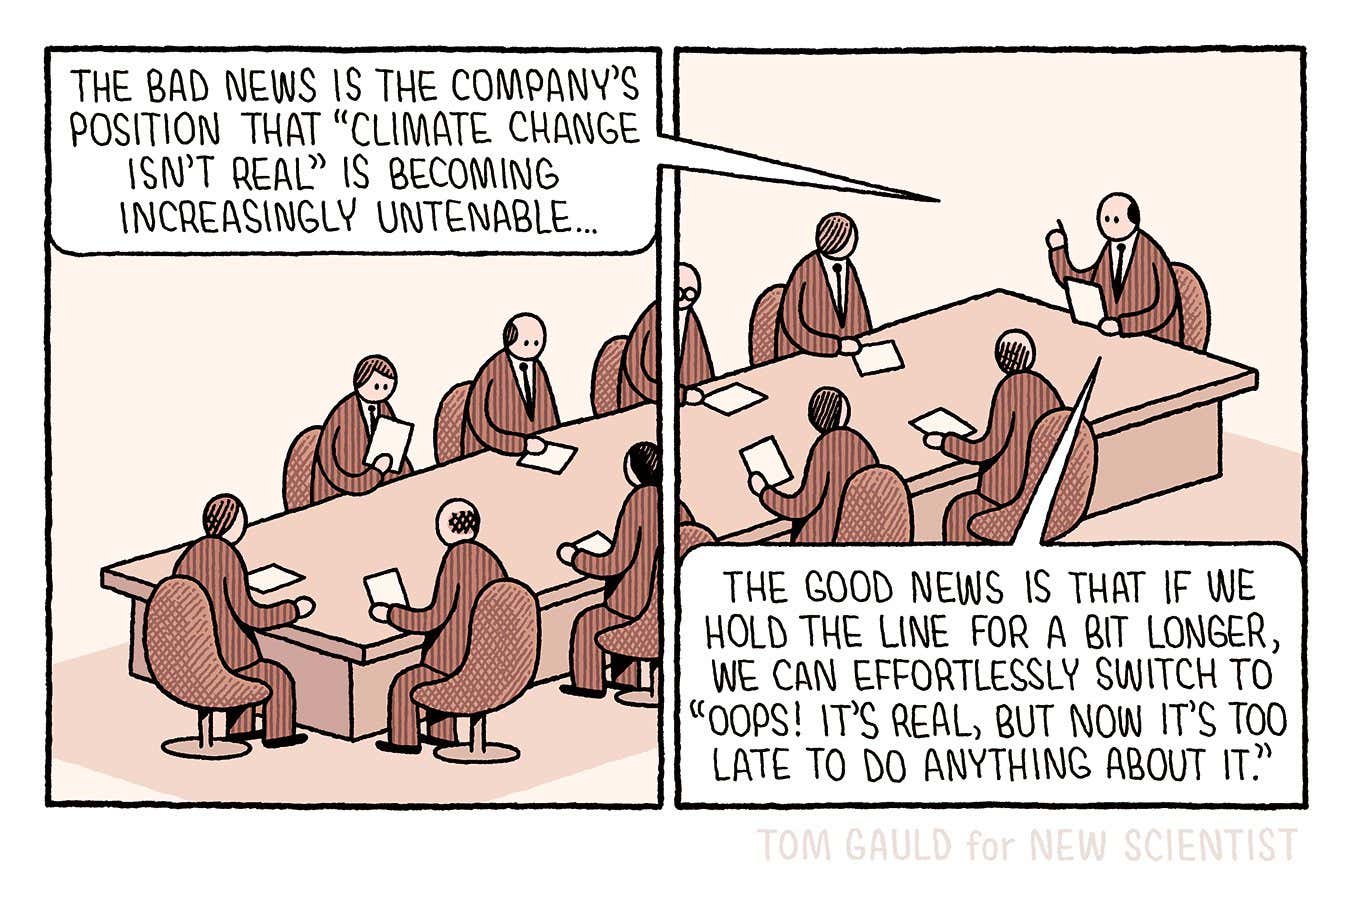 THE BAD NEWS IS THE COMPANY'S
POSITION THAT "CLIMATE CHANGE
ISN'T REAL" IS BECOMING
INCREASINGLY UNTENABLE...
THE GOOD NEWS IS THAT IF WE
HOLD THE LINE FOR A BIT LONGER,
WE CAN EFFORTLESSLY SWITCH TO
"OOPS! IT'S REAL, BUT NOW IT'S TOO
LATE TO DO ANYTHING ABOUT IT."
TOM GAULD for NEW SCIENTIST